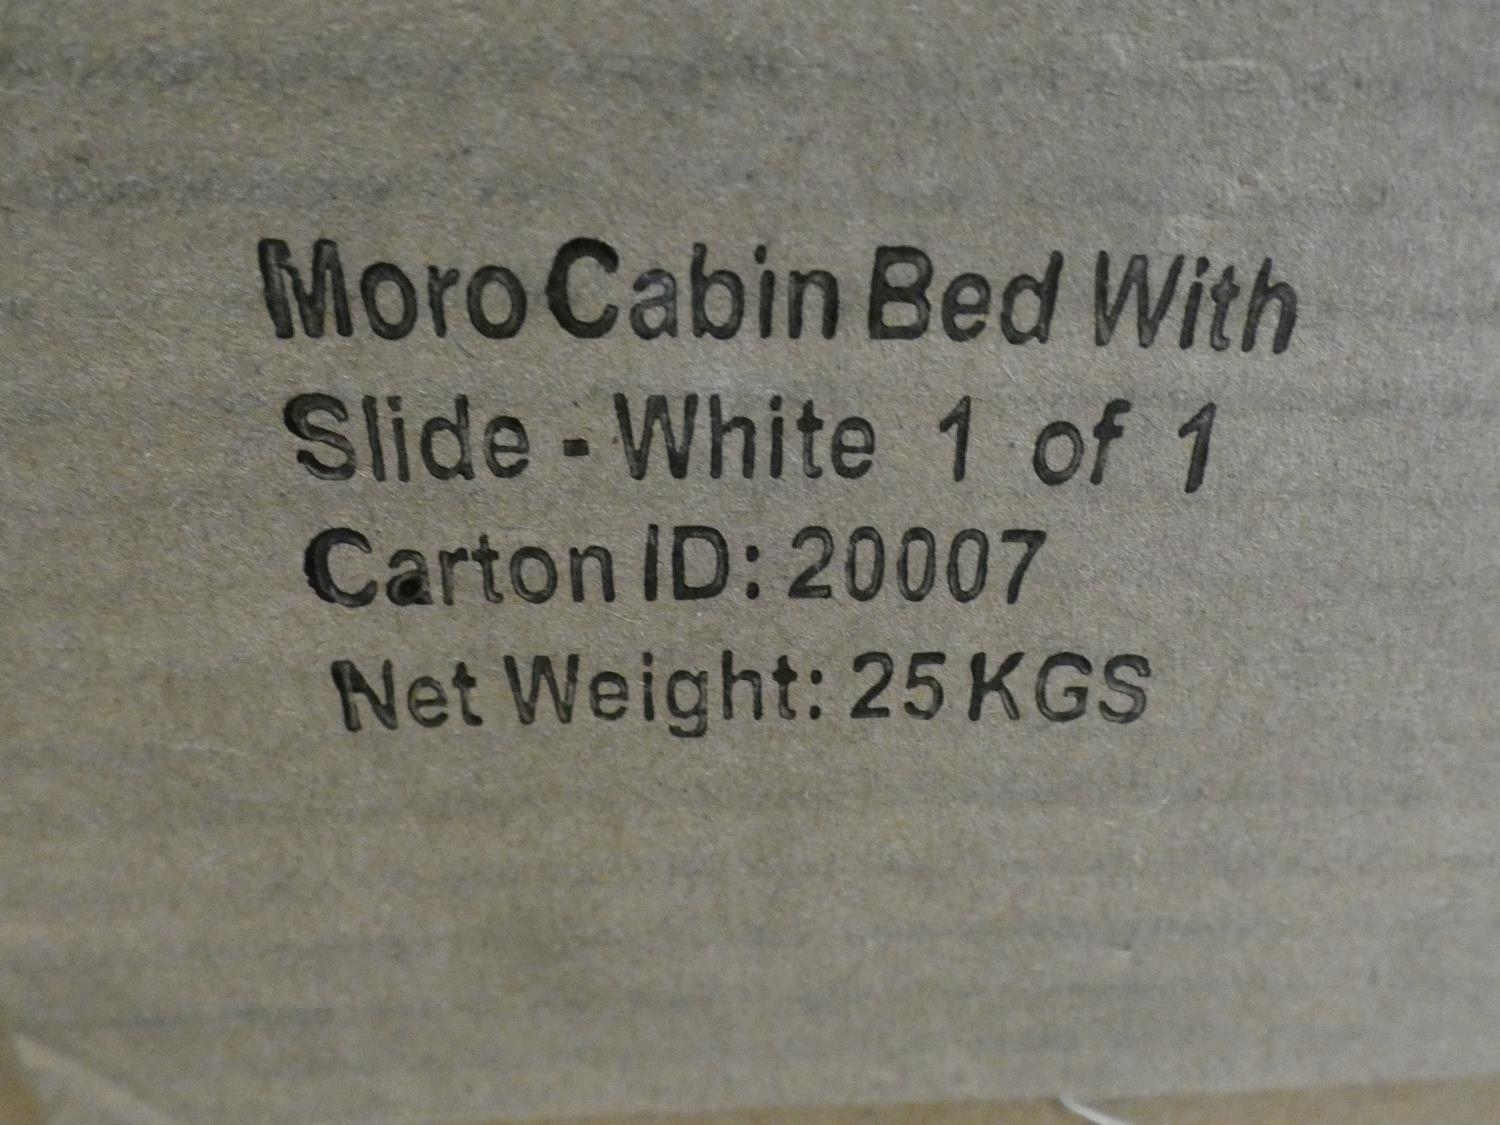 Moro Cabin Bed With
Slide - White 1 of 1
Carton ID: 20007
Net Weight: 25 KGS